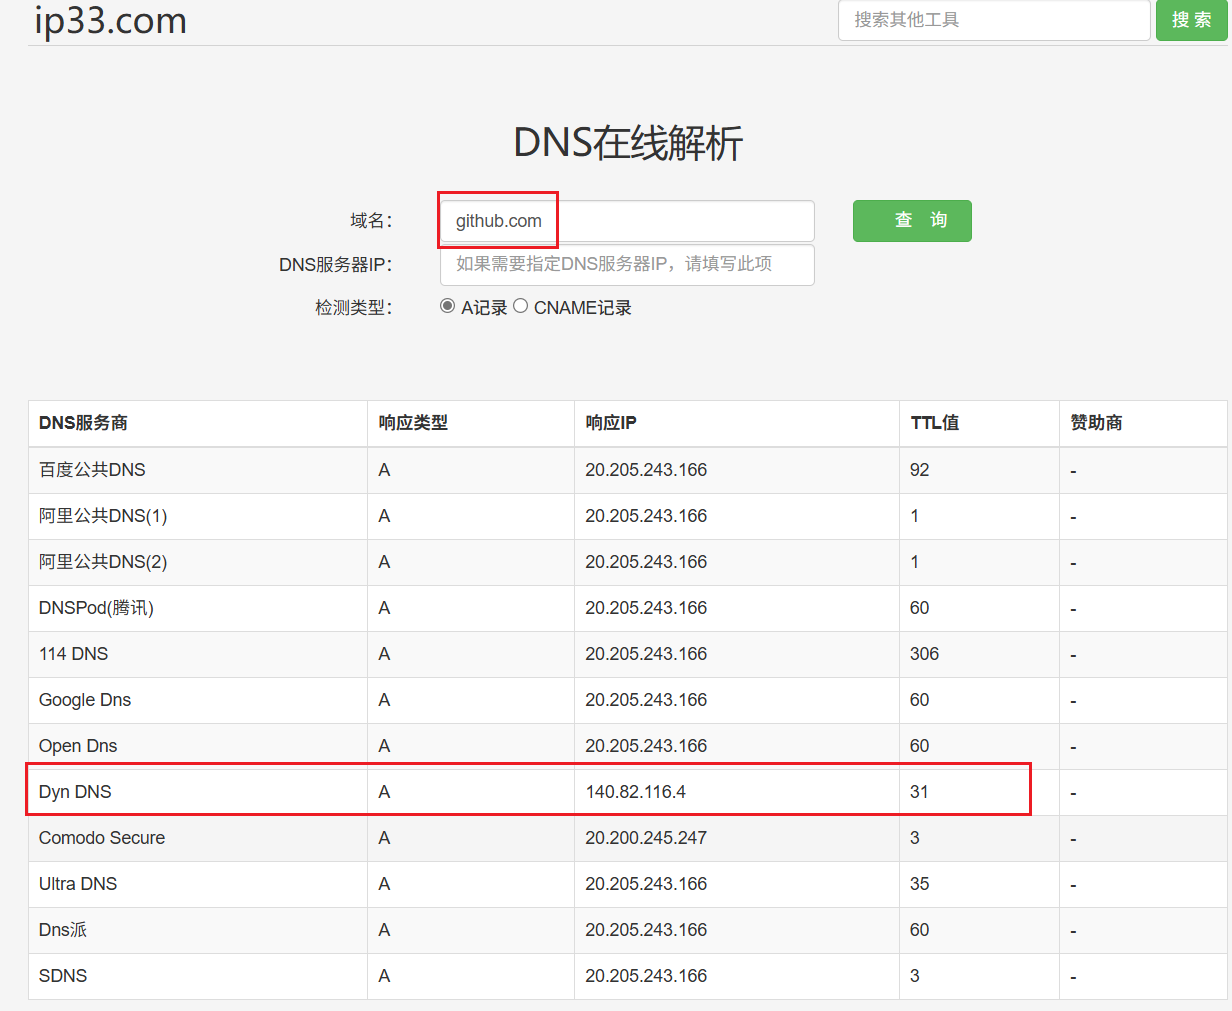 ip33.com
搜索其他工具
搜 索
DNS在线解析
域名：
github.com
查 询
DNS服务器IP：
如果需要指定DNS服务器IP，请填写此项
检测类型：
A记录 CNAME记录
DNS服务商 响应类型 响应IP TTL值 赞助商
百度公共DNS A 20.205.243.166 92 -
阿里公共DNS(1) A 20.205.243.166 1 -
阿里公共DNS(2) A 20.205.243.166 1 -
DNSPod(腾讯) A 20.205.243.166 60 -
114 DNS A 20.205.243.166 306 -
Google Dns A 20.205.243.166 60 -
Open Dns A 20.205.243.166 60 -
Dyn DNS A 140.82.116.4 31 -
Comodo Secure A 20.200.245.247 3 -
Ultra DNS A 20.205.243.166 35 -
Dns派 A 20.205.243.166 60 -
SDNS A 20.205.243.166 3 -